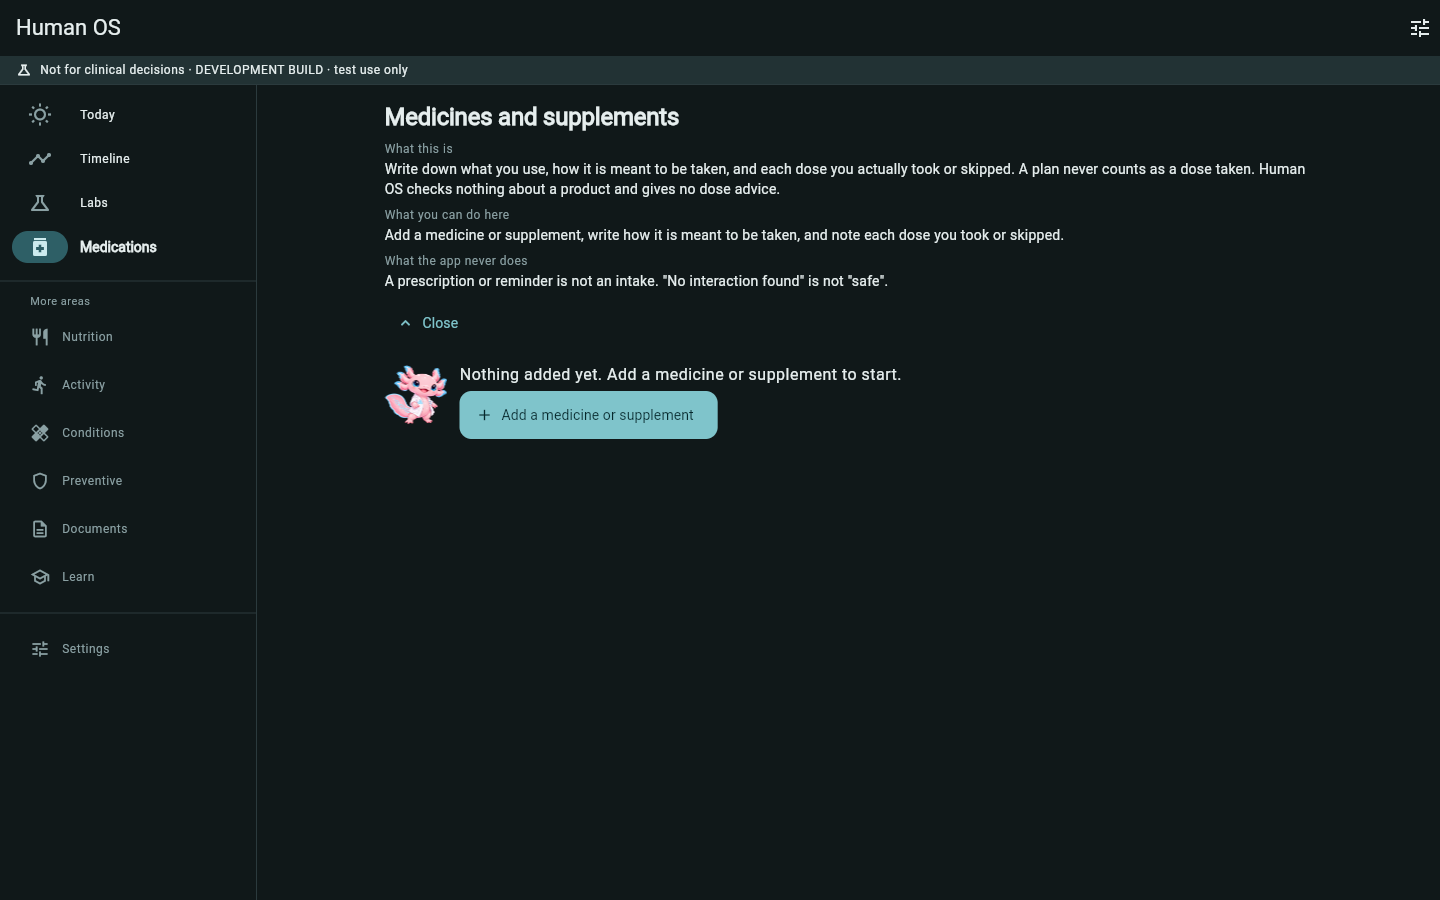 Human OS
Not for clinical decisions · DEVELOPMENT BUILD · test use only
Today
Timeline
Labs
Medications
More areas
Nutrition
Activity
Conditions
Preventive
Documents
Learn
Settings
Medicines and supplements
What this is
Write down what you use, how it is meant to be taken, and each dose you actually took or skipped. A plan never counts as a dose taken. Human
OS checks nothing about a product and gives no dose advice.
What you can do here
Add a medicine or supplement, write how it is meant to be taken, and note each dose you took or skipped.
What the app never does
A prescription or reminder is not an intake. "No interaction found" is not "safe".
Close
Nothing added yet. Add a medicine or supplement to start.
Add a medicine or supplement